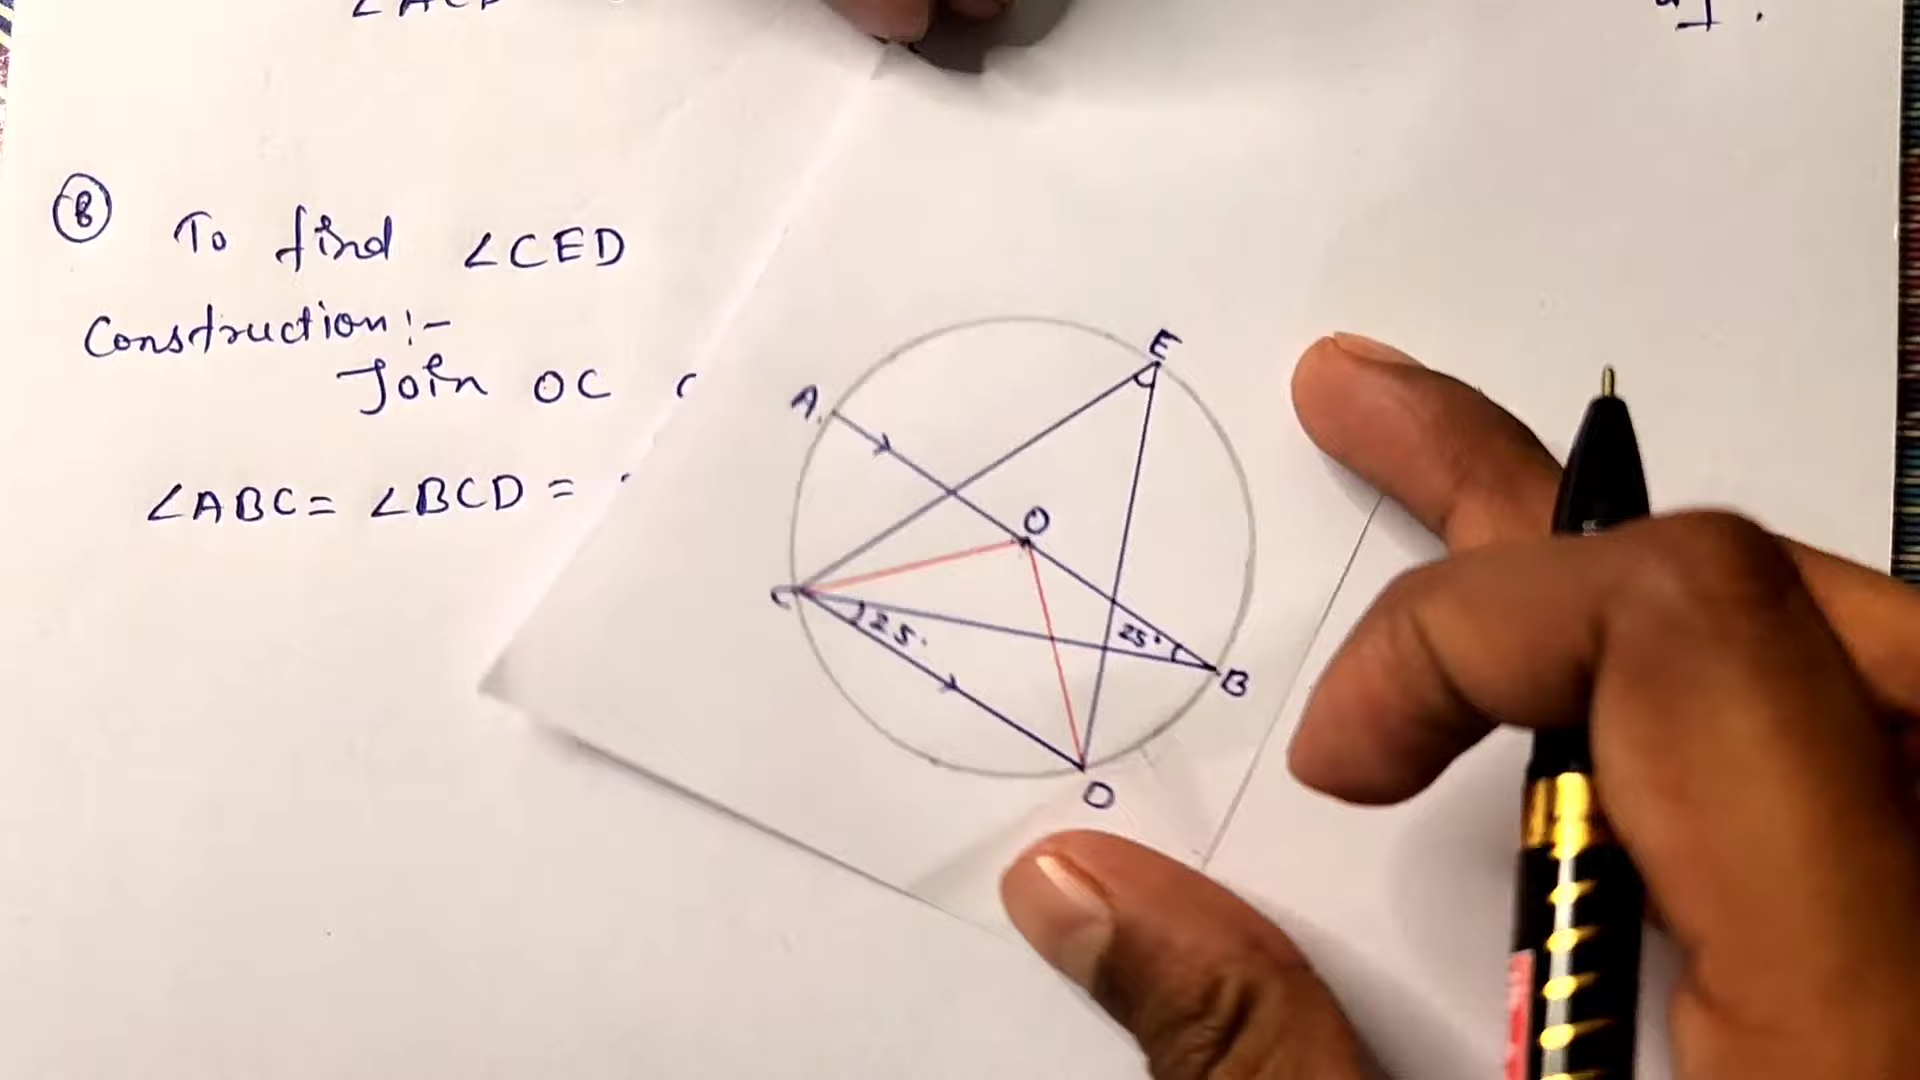 ⑧ To find ∠CED
Construction:-
Join OC
∠ABC = ∠BCD =
E
A
O
C
25°
25°
B
D